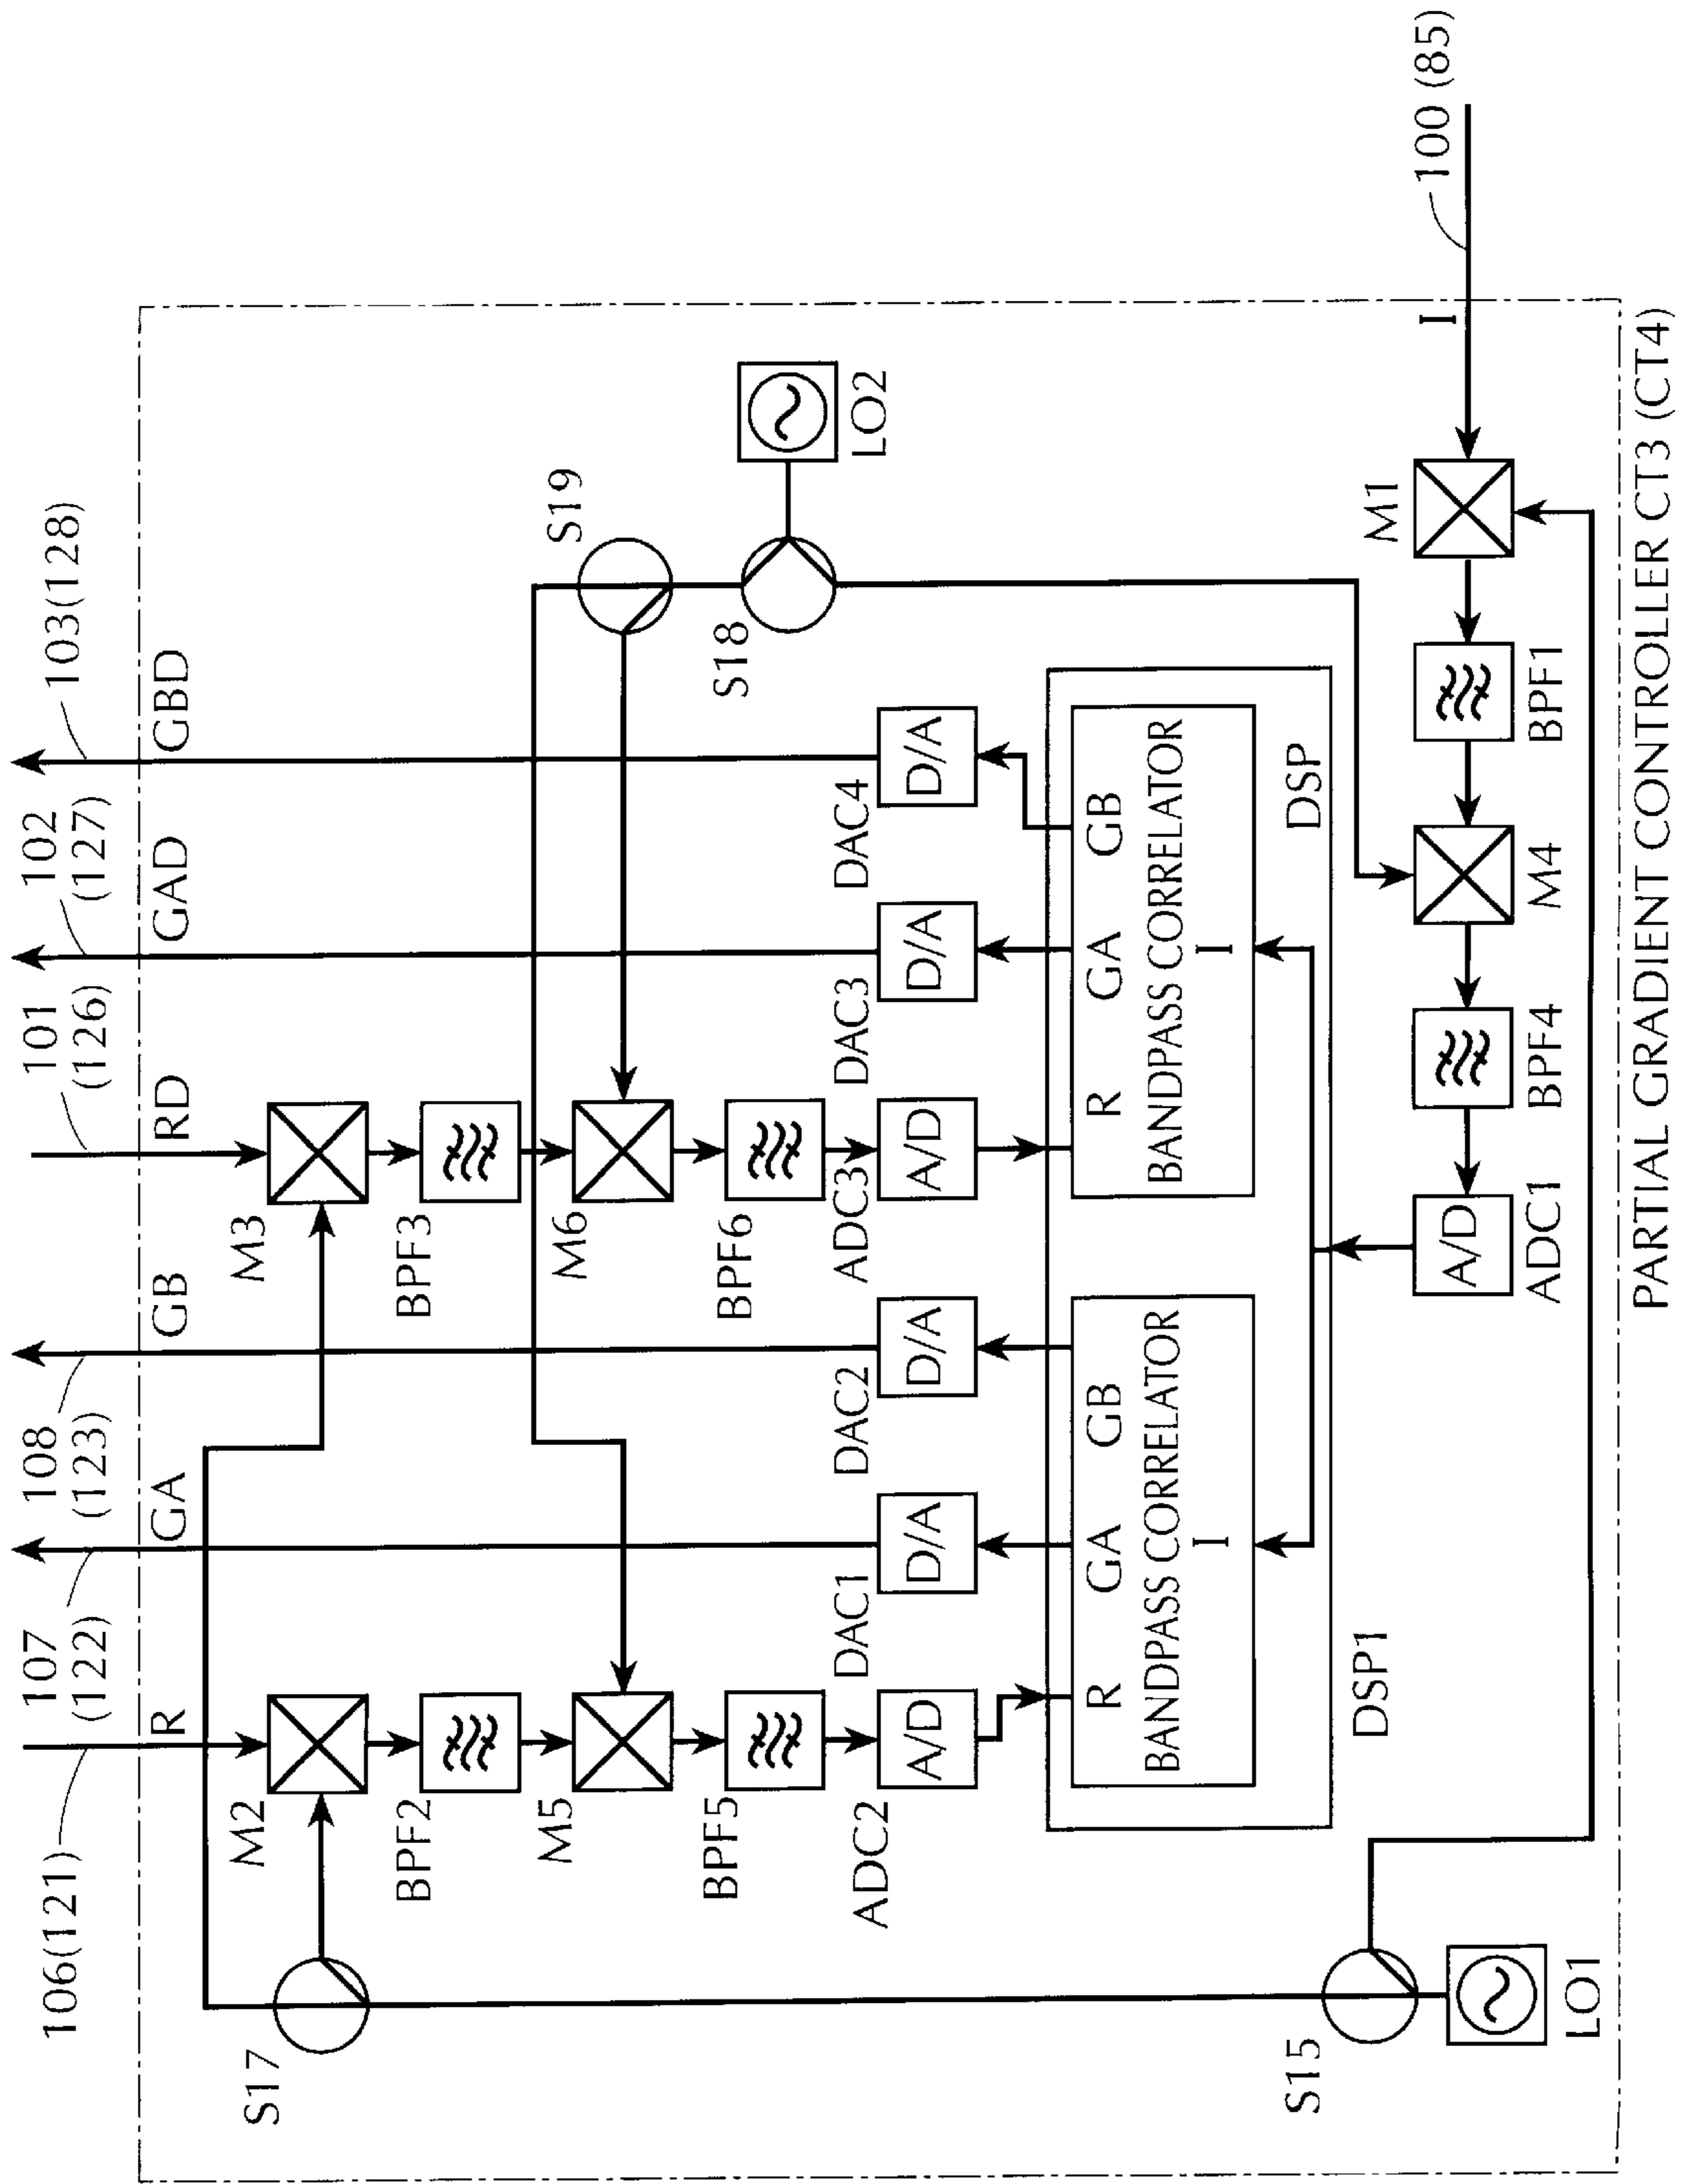 106(121)
107
(122)
108
(123)
101
(126)
102
(127)
103(128)
R
GA
GB
RD
GAD
GBD
S17
M2
M3
BPF2
BPF3
S19
M5
M6
LO2
BPF5
BPF6
S18
ADC2
DAC1
DAC2
ADC3
DAC3
DAC4
A/D
D/A
D/A
A/D
D/A
D/A
R
GA
GB
R
GA
GB
BANDPASS CORRELATOR
BANDPASS CORRELATOR
I
I
DSP
DSP1
S15
M1
I
100 (85)
A/D
LO1
ADC1
BPF4
M4
BPF1
PARTIAL GRADIENT CONTROLLER CT3 (CT4)